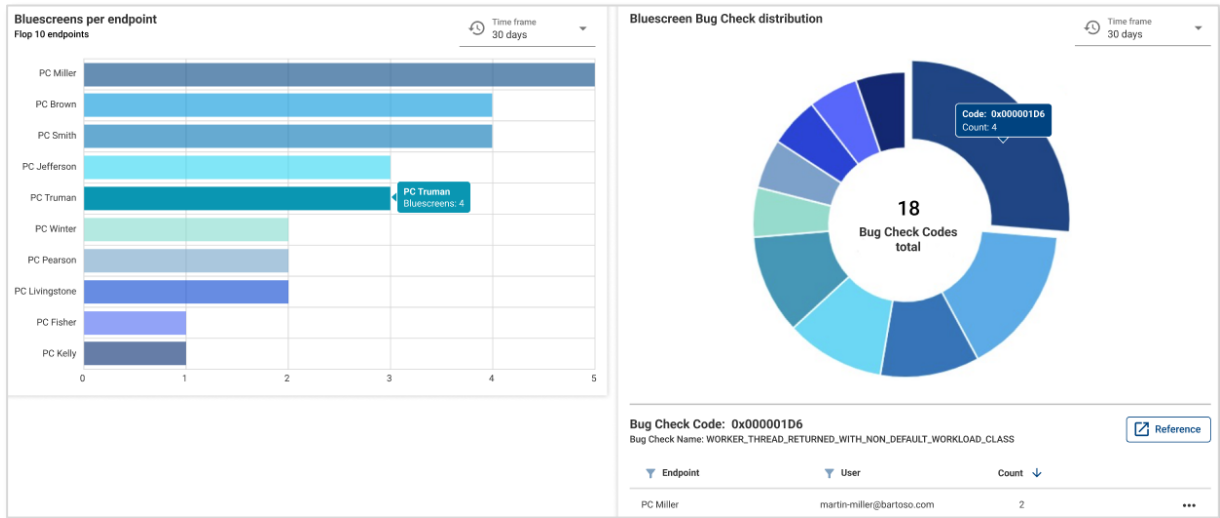 Bluescreens per endpoint
Flop 10 endpoints
Time frame
30 days
PC Miller
PC Brown
PC Smith
PC Jefferson
PC Truman
PC Winter
PC Pearson
PC Livingstone
PC Fisher
PC Kelly
PC Truman
Bluescreens: 4
0 1 2 3 4 5
Bluescreen Bug Check distribution
Time frame
30 days
Code: 0x000001D6
Count: 4
18
Bug Check Codes
total
Bug Check Code: 0x000001D6
Bug Check Name: WORKER_THREAD_RETURNED_WITH_NON_DEFAULT_WORKLOAD_CLASS
Reference
Endpoint User Count
PC Miller martin-miller@bartoso.com 2